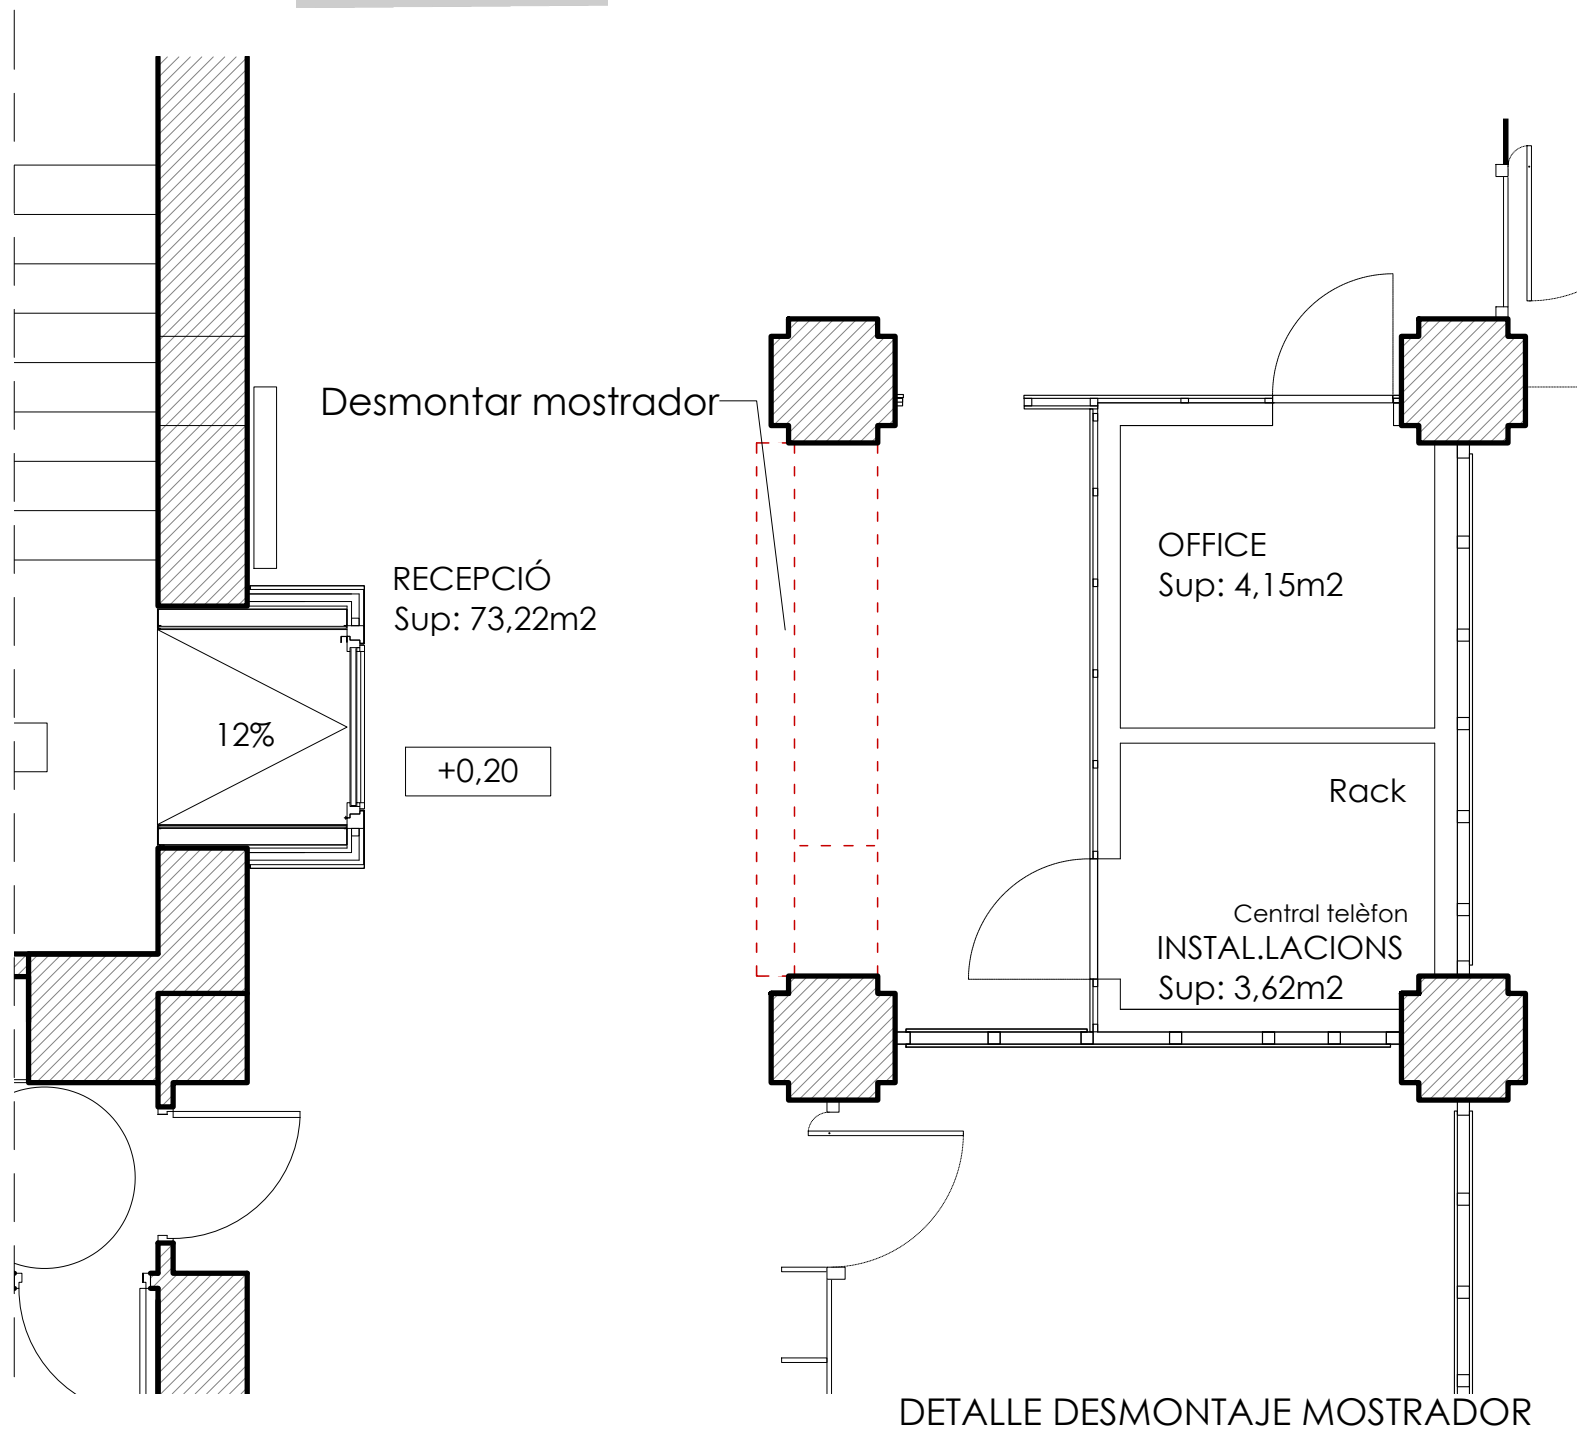 Desmontar mostrador
OFFICE
Sup: 4,15m2
RECEPCIÓ
Sup: 73,22m2
12%
+0,20
Rack
Central telèfon
INSTAL.LACIONS
Sup: 3,62m2
DETALLE DESMONTAJE MOSTRADOR